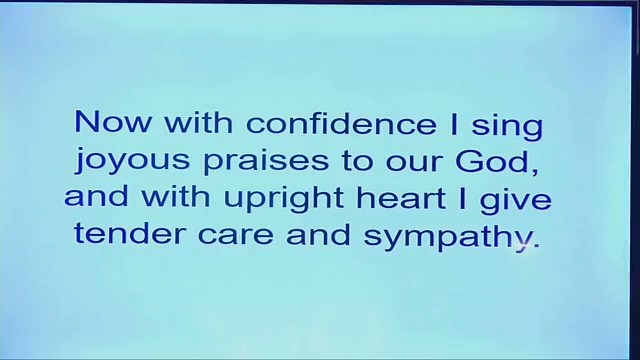 Now with confidence I sing
joyous praises to our God,
and with upright heart I give
tender care and sympathy.